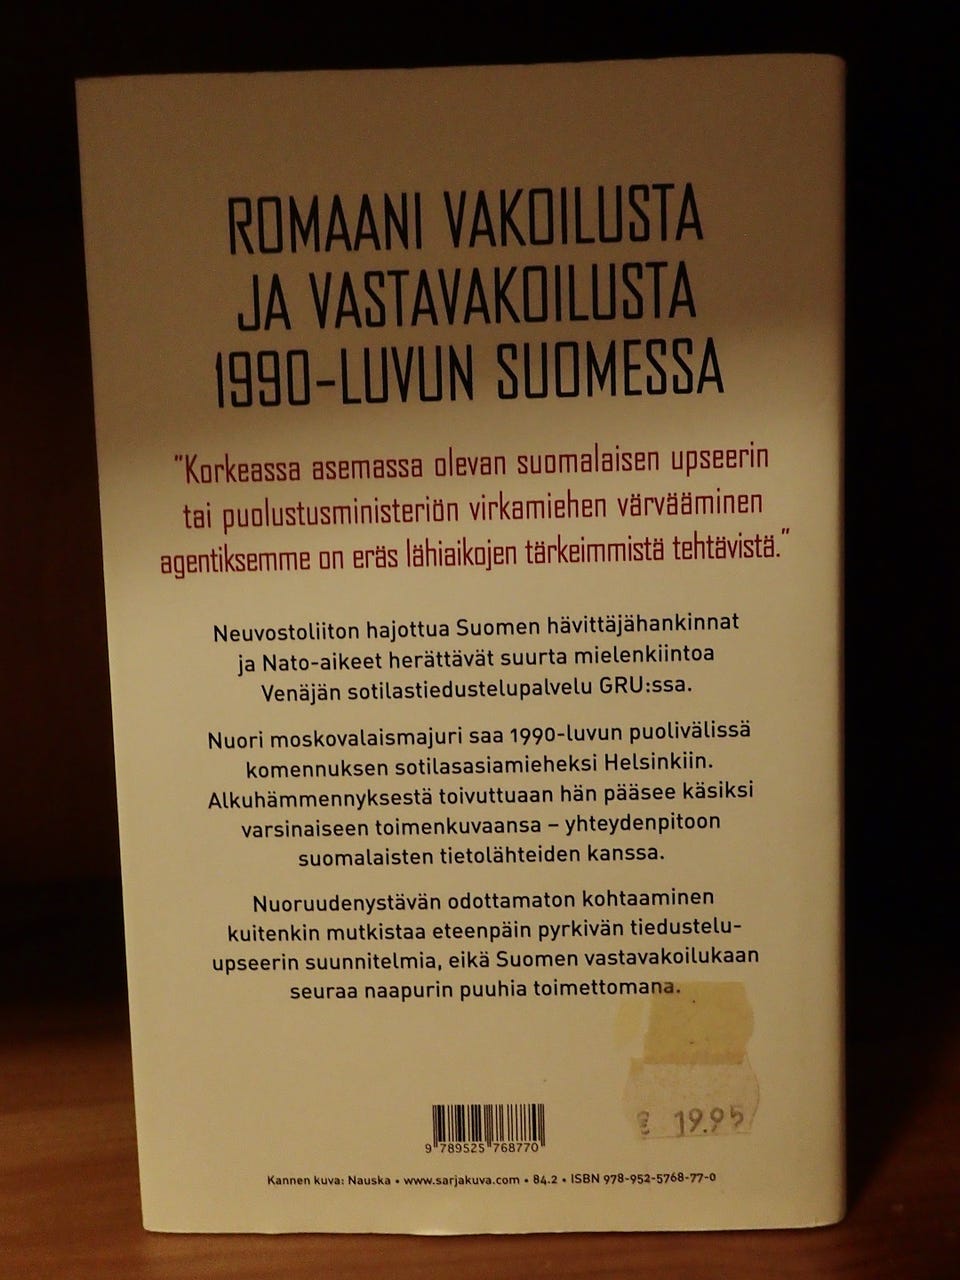 ROMAANI VAKOILUSTA
JA VASTAVAKOILUSTA
1990-LUVUN SUOMESSA
"Korkeassa asemassa olevan suomalaisen upseerin
tai puolustusministeriön virkamiehen värvääminen
agentiksemme on eräs lähiaikojen tärkeimmistä tehtävistä."
Neuvostoliiton hajottua Suomen hävittäjähankinnat
ja Nato-aikeet herättävät suurta mielenkiintoa
Venäjän sotilastiedustelupalvelu GRU:ssa.
Nuori moskovalaismajuri saa 1990-luvun puolivälissä
komennuksen sotilasasiamieheksi Helsinkiin.
Alkuhämmennyksestä toivuttuaan hän pääsee käsiksi
varsinaiseen toimenkuvaansa – yhteydenpitoon
suomalaisten tietolähteiden kanssa.
Nuoruudenystävän odottamaton kohtaaminen
kuitenkin mutkistaa eteenpäin pyrkivän tiedustelu-
upseerin suunnitelmia, eikä Suomen vastavakoilukaan
seuraa naapurin puuhia toimettomana.
€ 19.95
9 789525 768770
Kannen kuva: Nauska • www.sarjakuva.com • 84.2 • ISBN 978-952-5768-77-0